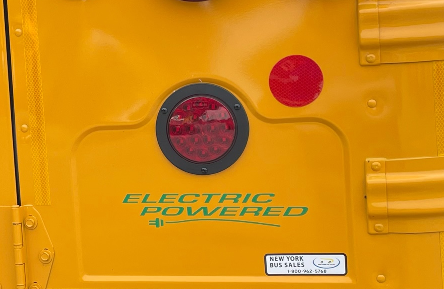 ELECTRIC
POWERED
NEW YORK
BUS SALES
1-800-962-5768